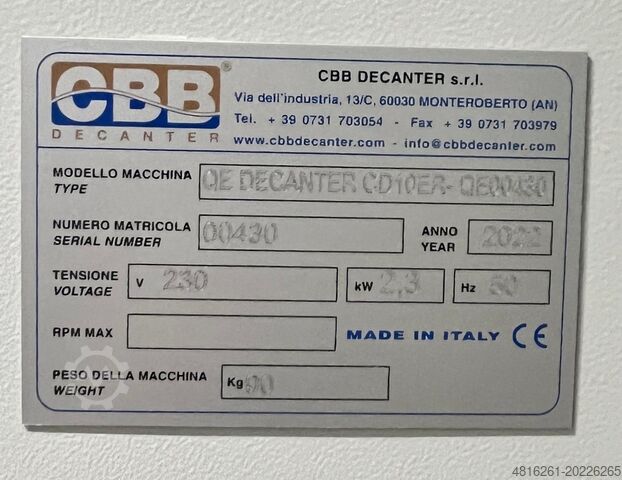 CBB®
DECANTER
CBB DECANTER s.r.l.
Via dell'industria, 13/C, 60030 MONTEROBERTO (AN)
Tel. + 39 0731 703054 - Fax + 39 0731 703979
www.cbbdecanter.com - info@cbbdecanter.com
MODELLO MACCHINA QE DECANTER CD10ER- QE00430
TYPE
NUMERO MATRICOLA 00430 ANNO 2022
SERIAL NUMBER YEAR
TENSIONE V 230 kW 2,3 Hz 50
VOLTAGE
RPM MAX MADE IN ITALY CE
PESO DELLA MACCHINA Kg 90
WEIGHT
4816261-20226265